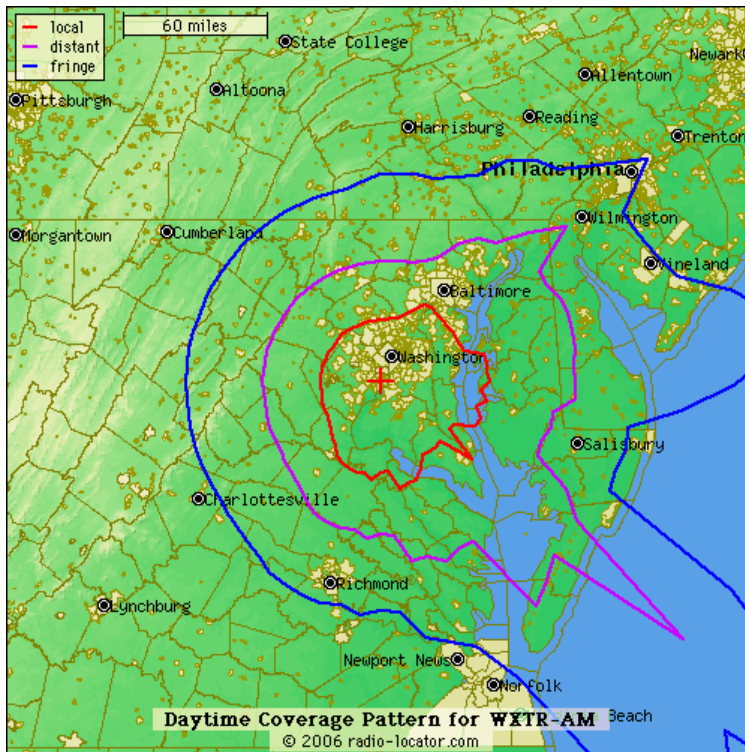 local
distant
fringe
60 miles
State College
Newark
Pittsburgh
Altoona
Allentown
Harrisburg
Reading
Trenton
Philadelphia
Wilmington
Morgantown
Cumberland
Vineland
Baltimore
Washington
Salisbury
Charlottesville
Richmond
Lynchburg
Newport News
Norfolk
Beach
Daytime Coverage Pattern for WXTR-AM
© 2006 radio-locator.com